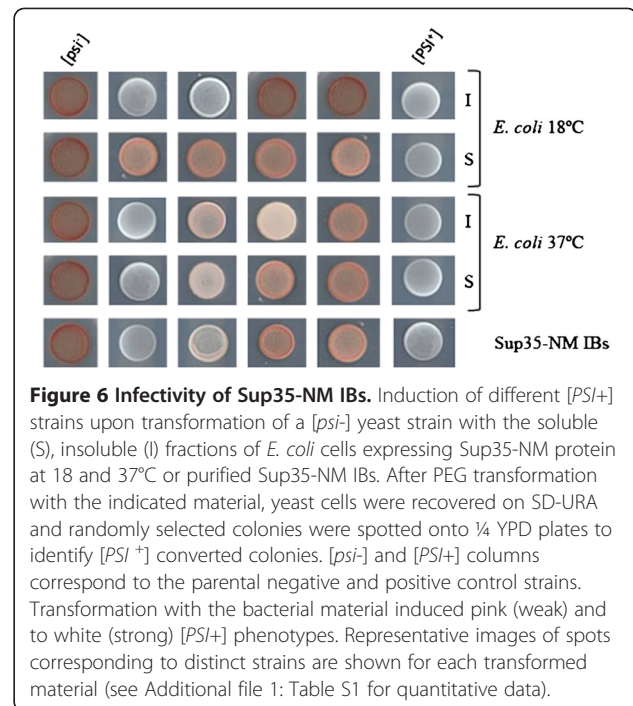 [psi-]
[PSI+]
I
E. coli 18ºC
S
I
E. coli 37ºC
S
Sup35-NM IBs
Figure 6 Infectivity of Sup35-NM IBs. Induction of different [PSI+]
strains upon transformation of a [psi-] yeast strain with the soluble
(S), insoluble (I) fractions of E. coli cells expressing Sup35-NM protein
at 18 and 37°C or purified Sup35-NM IBs. After PEG transformation
with the indicated material, yeast cells were recovered on SD-URA
and randomly selected colonies were spotted onto ¼ YPD plates to
identify [PSI +] converted colonies. [psi-] and [PSI+] columns
correspond to the parental negative and positive control strains.
Transformation with the bacterial material induced pink (weak) and
to white (strong) [PSI+] phenotypes. Representative images of spots
corresponding to distinct strains are shown for each transformed
material (see Additional file 1: Table S1 for quantitative data).